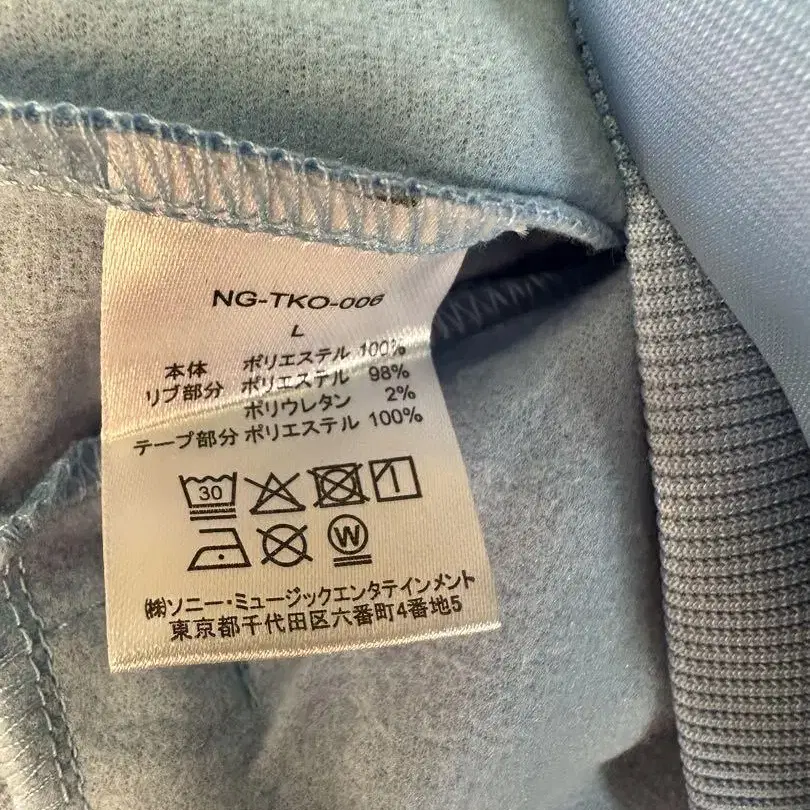 NG-TKO-006
L
本体 ポリエステル 100%
リブ部分 ポリエステル 98%
ポリウレタン 2%
テープ部分 ポリエステル 100%
30
W
㈱ソニー・ミュージックエンタテインメント
東京都千代田区六番町4番地5